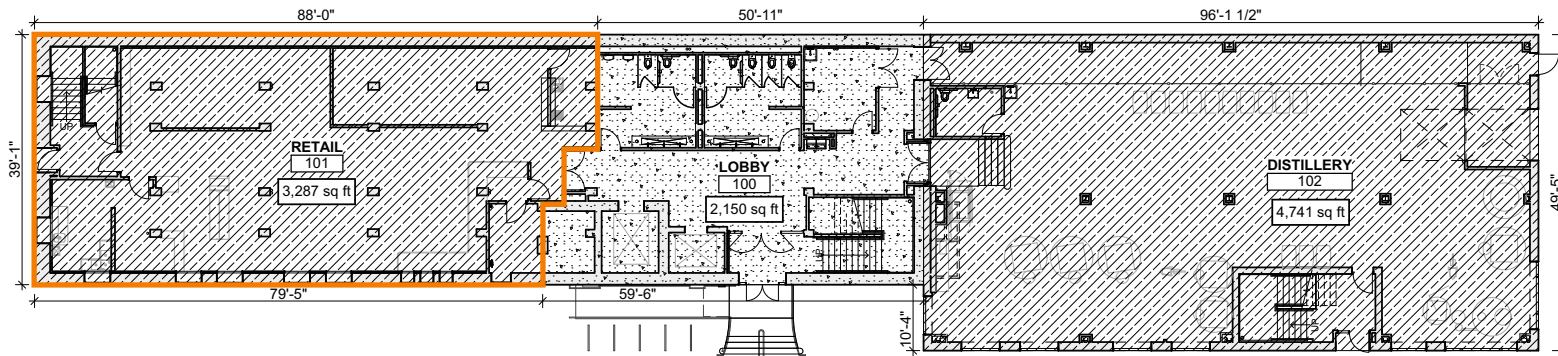 88'-0"
50'-11"
96'-1 1/2"
39'-1"
49'-5"
UP
RETAIL
101
3,287 sq ft
LOBBY
100
2,150 sq ft
DISTILLERY
102
4,741 sq ft
UP
UP
79'-5"
59'-6"
10'-4"